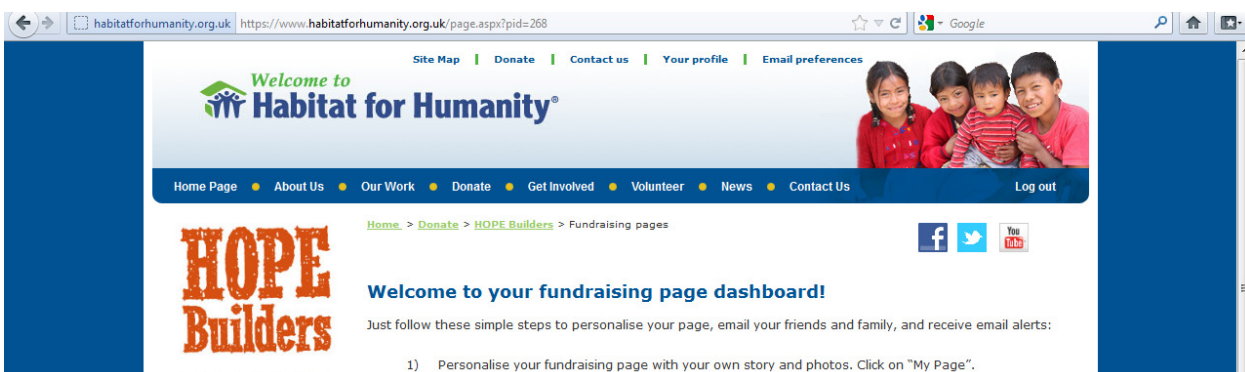 habitatforhumanity.org.uk https://www.habitatforhumanity.org.uk/page.aspx?pid=268 Google
Site Map | Donate | Contact us | Your profile | Email preferences
Welcome to
Habitat for Humanity®
Home Page • About Us • Our Work • Donate • Get Involved • Volunteer • News • Contact Us Log out
HOPE
Builders
Home > Donate > HOPE Builders > Fundraising pages
f You Tube
Welcome to your fundraising page dashboard!
Just follow these simple steps to personalise your page, email your friends and family, and receive email alerts:
1) Personalise your fundraising page with your own story and photos. Click on “My Page”.